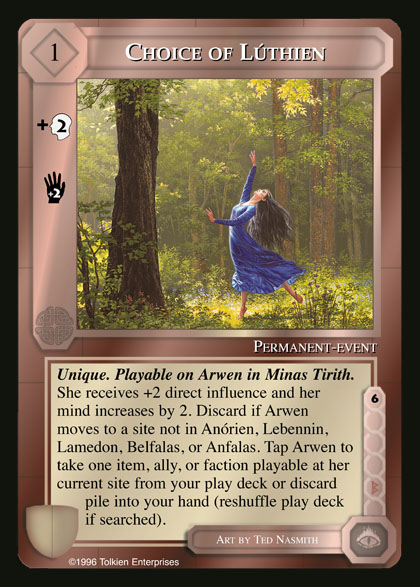 1
CHOICE OF LÚTHIEN
+2
+2
PERMANENT-EVENT
Unique. Playable on Arwen in Minas Tirith.
She receives +2 direct influence and her
mind increases by 2. Discard if Arwen
moves to a site not in Anórien, Lebennin,
Lamedon, Belfalas, or Anfalas. Tap Arwen to
take one item, ally, or faction playable at her
current site from your play deck or discard
pile into your hand (reshuffle play deck
if searched).
6
ART BY TED NASMITH
©1996 Tolkien Enterprises